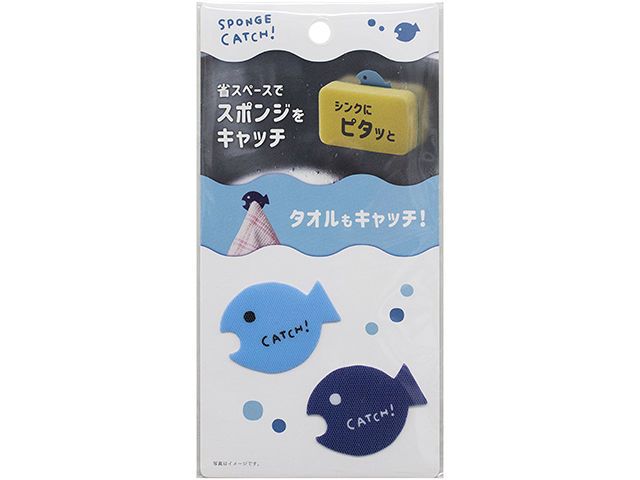 SPONGE
CATCH!
省スペースで
スポンジを
キャッチ
シンクに
ピタッと
タオルもキャッチ!
CATCH!
CATCH!
写真はイメージです。